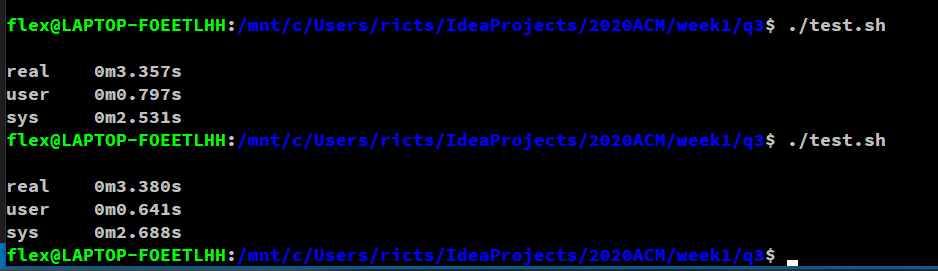 flex@LAPTOP-FOEETLHH:/mnt/c/Users/ricts/IdeaProjects/2020ACM/week1/q3$ ./test.sh
real    0m3.357s
user    0m0.797s
sys     0m2.531s
flex@LAPTOP-FOEETLHH:/mnt/c/Users/ricts/IdeaProjects/2020ACM/week1/q3$ ./test.sh
real    0m3.380s
user    0m0.641s
sys     0m2.688s
flex@LAPTOP-FOEETLHH:/mnt/c/Users/ricts/IdeaProjects/2020ACM/week1/q3$